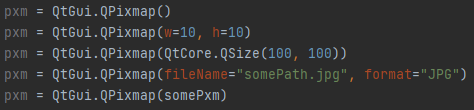 pxm = QtGui.QPixmap()
pxm = QtGui.QPixmap(w=10, h=10)
pxm = QtGui.QPixmap(QtCore.QSize(100, 100))
pxm = QtGui.QPixmap(fileName="somePath.jpg", format="JPG")
pxm = QtGui.QPixmap(somePxm)